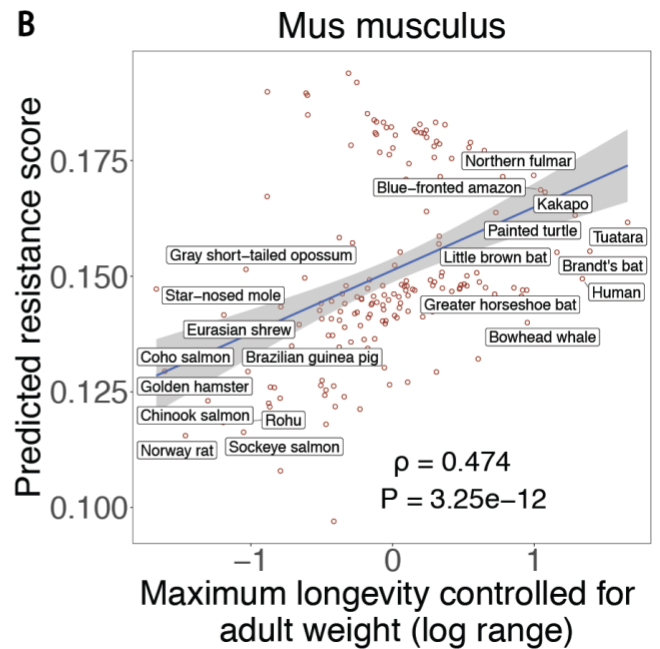 B
Mus musculus
Predicted resistance score
0.175
0.150
0.125
0.100
Northern fulmar
Blue−fronted amazon
Kakapo
Painted turtle
Tuatara
Gray short−tailed opossum
Little brown bat
Brandt's bat
Star−nosed mole
Human
Greater horseshoe bat
Eurasian shrew
Bowhead whale
Coho salmon
Brazilian guinea pig
Golden hamster
Chinook salmon
Rohu
Norway rat
Sockeye salmon
ρ = 0.474
P = 3.25e−12
−1
0
1
Maximum longevity controlled for
adult weight (log range)